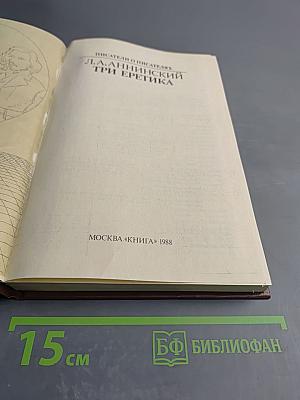 ПИСАТЕЛИ О ПИСАТЕЛЯХ
Л.А.АННИНСКИЙ
ТРИ ЕРЕТИКА
МОСКВА «КНИГА» 1988
15 см
БФ БИБЛИОФАН